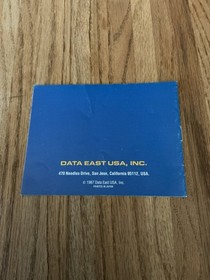 DATA EAST USA, INC.
470 Needles Drive, San Jose, California 95112, USA.
© 1987 Data East USA, Inc.
PRINTED IN JAPAN